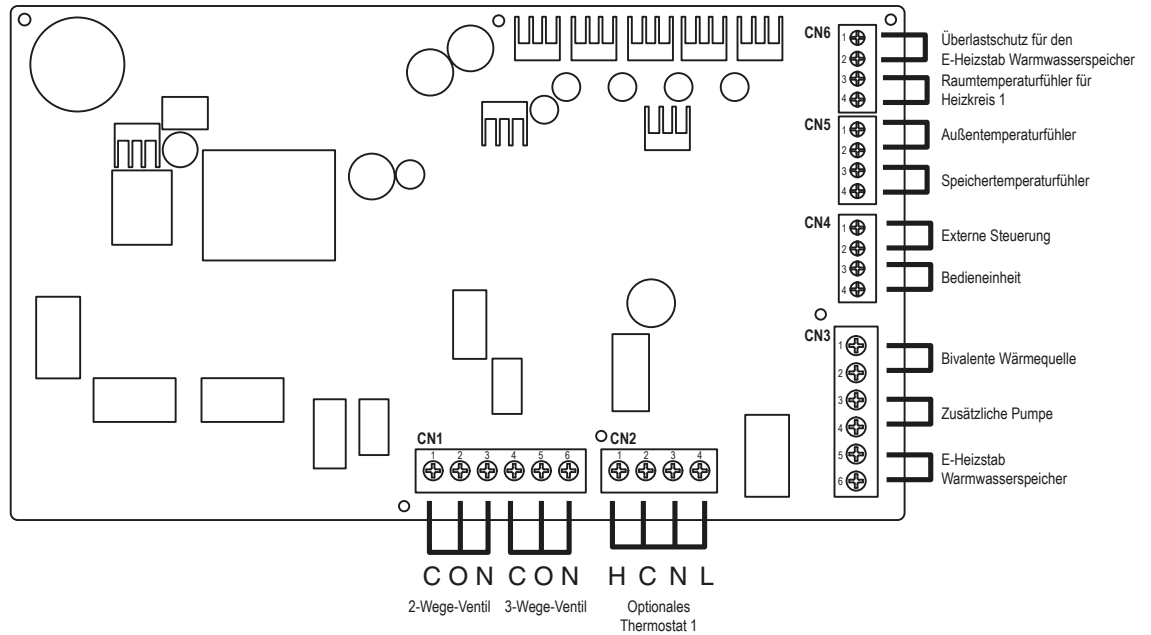 CN6
1
2
3
4
Überlastschutz für den
E-Heizstab Warmwasserspeicher
Raumtemperaturfühler für
Heizkreis 1
CN5
1
2
3
4
Außentemperaturfühler
Speichertemperaturfühler
CN4
1
2
3
4
Externe Steuerung
Bedieneinheit
CN3
1
2
3
4
5
6
Bivalente Wärmequelle
Zusätzliche Pumpe
E-Heizstab
Warmwasserspeicher
CN1
1 2 3 4 5 6
CN2
1 2 3 4
C O N C O N H C N L
2-Wege-Ventil 3-Wege-Ventil Optionales
Thermostat 1